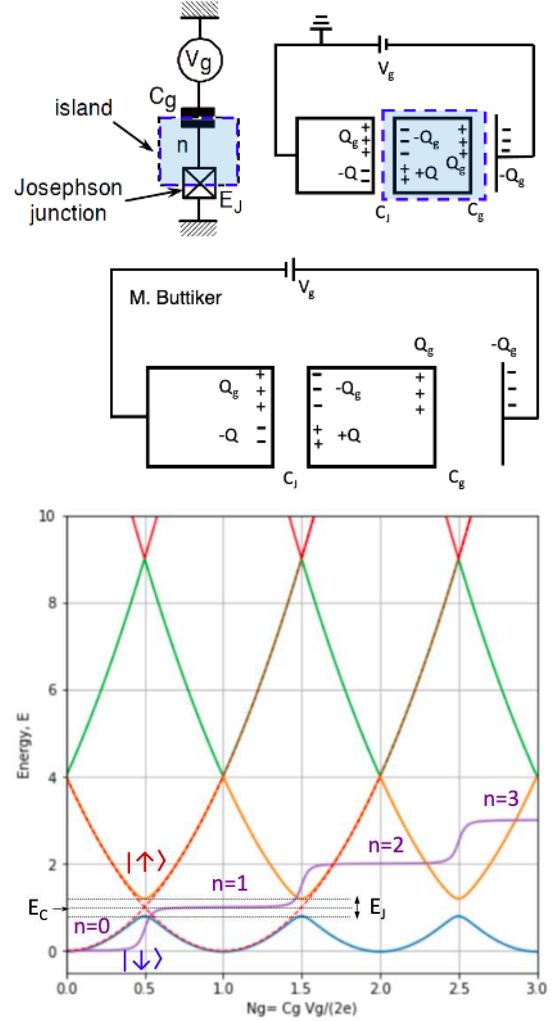 Vg
Cg
island
n
Josephson
junction
EJ
Vg
Qg
-Qg
Qg
-Q
+Q
-Qg
CJ
Cg
Vg
M. Buttiker
Qg
-Qg
Qg
-Qg
-Q
+Q
CJ
Cg
10
8
6
4
2
0
Energy, E
n=3
n=2
|↑⟩
n=1
EC
EJ
n=0
|↓⟩
0.0 0.5 1.0 1.5 2.0 2.5 3.0
Ng= Cg Vg/(2e)